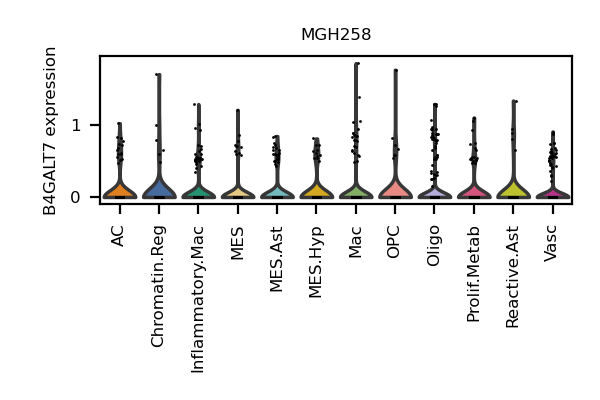 MGH258
B4GALT7 expression
1
0
AC
Chromatin.Reg
Inflammatory.Mac
MES
MES.Ast
MES.Hyp
Mac
OPC
Oligo
Prolif.Metab
Reactive.Ast
Vasc